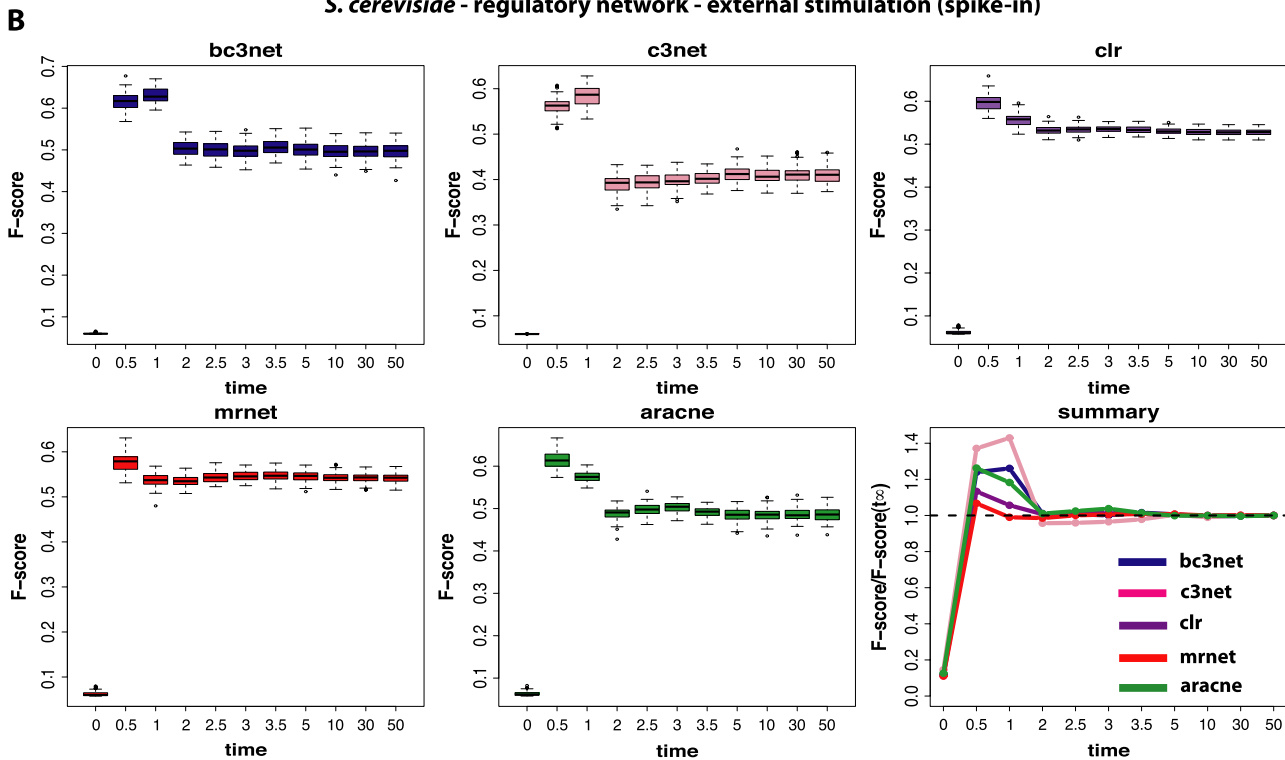 S. cereviside - regulatory network - external stimulation (spike-in)
B
bc3net
F−score
0.1 0.2 0.3 0.4 0.5 0.6 0.7
0 0.5 1 2 2.5 3 3.5 5 10 30 50
time
c3net
F−score
0.1 0.2 0.3 0.4 0.5 0.6
0 0.5 1 2 2.5 3 3.5 5 10 30 50
time
clr
F−score
0.1 0.2 0.3 0.4 0.5 0.6
0 0.5 1 2 2.5 3 3.5 5 10 30 50
time
mrnet
F−score
0.1 0.2 0.3 0.4 0.5 0.6
0 0.5 1 2 2.5 3 3.5 5 10 30 50
time
aracne
F−score
0.1 0.2 0.3 0.4 0.5 0.6
0 0.5 1 2 2.5 3 3.5 5 10 30 50
time
summary
F−score/F−score(t∞)
0.0 0.2 0.4 0.6 0.8 1.0 1.2 1.4
bc3net
c3net
clr
mrnet
aracne
0 0.5 1 2 2.5 3 3.5 5 10 30 50
time